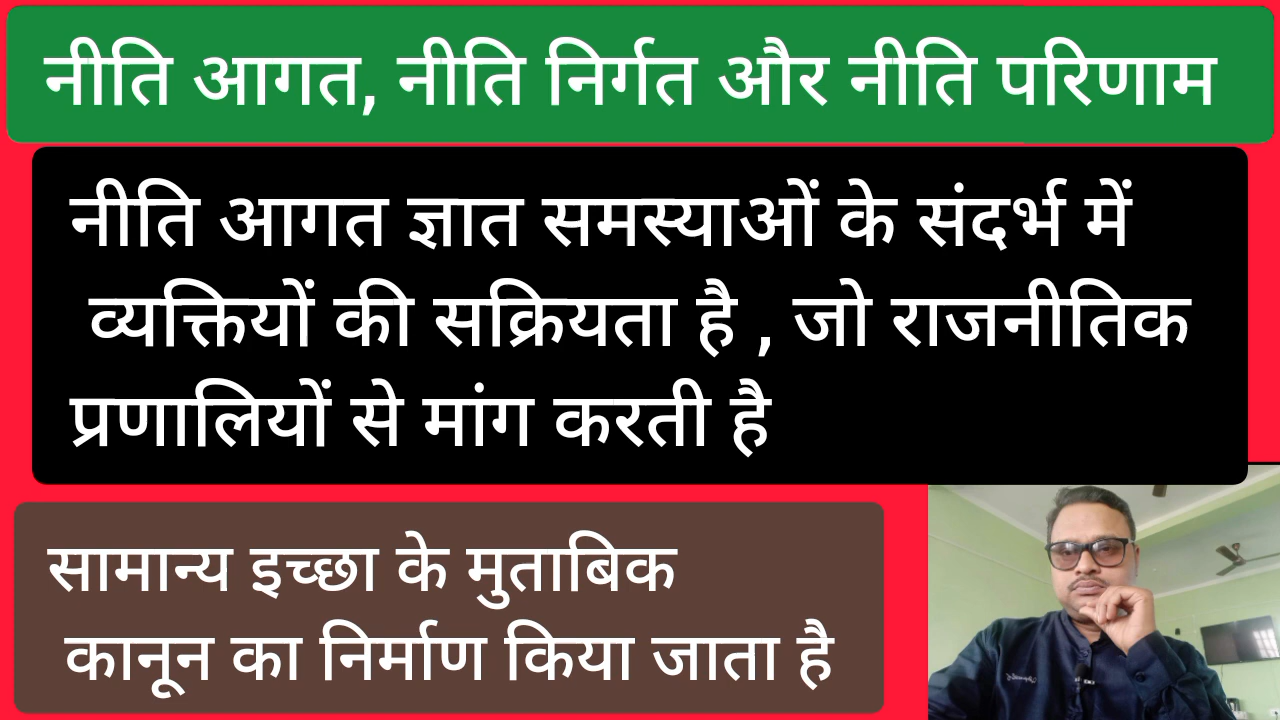 नीति आगत, नीति निर्गत और नीति परिणाम
नीति आगत ज्ञात समस्याओं के संदर्भ में
व्यक्तियों की सक्रियता है , जो राजनीतिक
प्रणालियों से मांग करती है
सामान्य इच्छा के मुताबिक
कानून का निर्माण किया जाता है